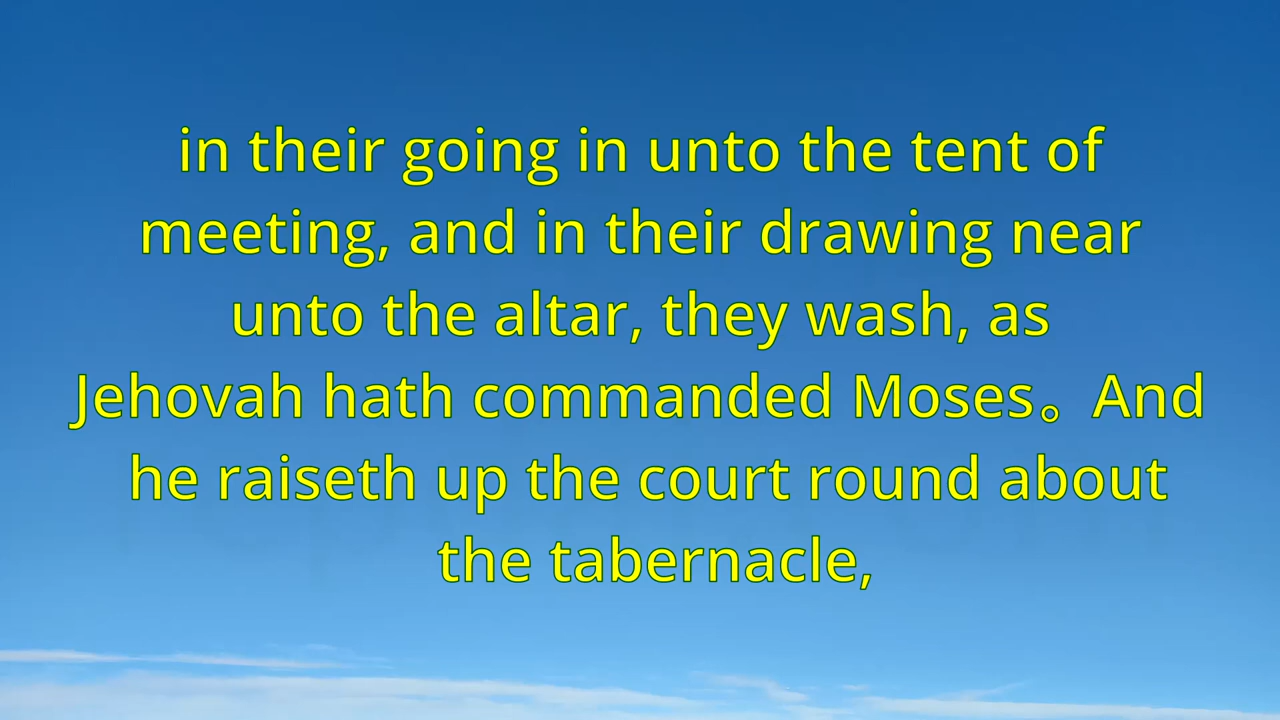 in their going in unto the tent of
meeting, and in their drawing near
unto the altar, they wash, as
Jehovah hath commanded Moses。And
he raiseth up the court round about
the tabernacle,